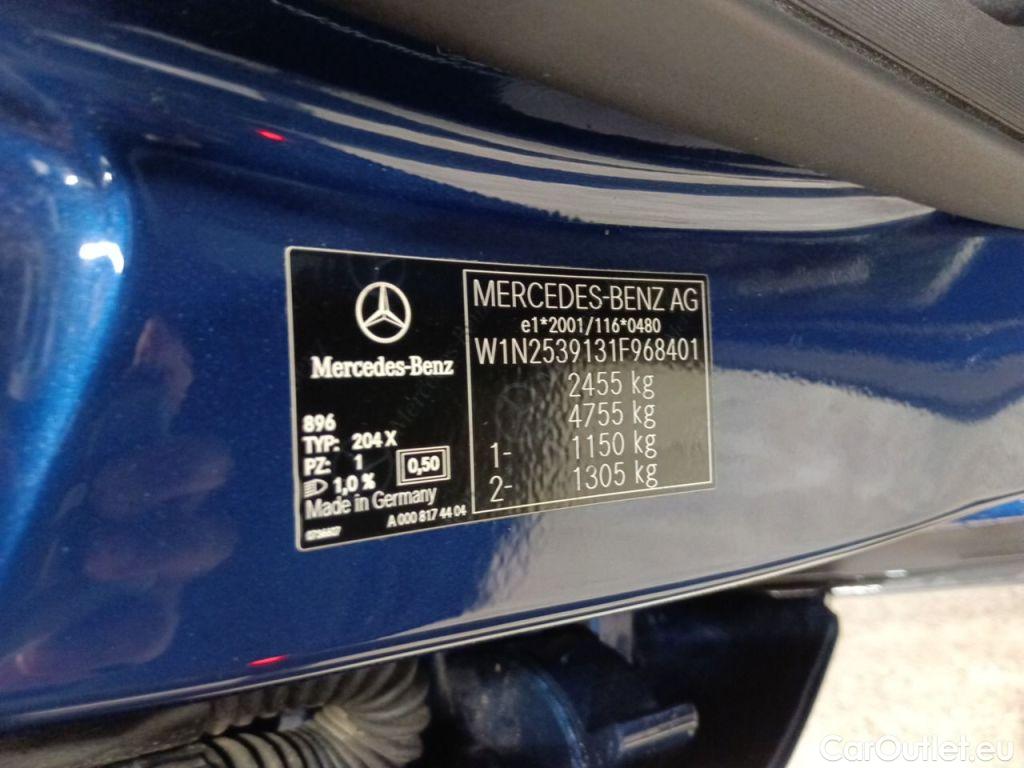 Mercedes-Benz
896
TYP: 204 X
PZ: 1
0,50
1,0 %
Made in Germany
A 000 817 44 04
MERCEDES-BENZ AG
e1*2001/116*0480
W1N2539131F968401
2455 kg
4755 kg
1- 1150 kg
2- 1305 kg
CarOutlet.eu